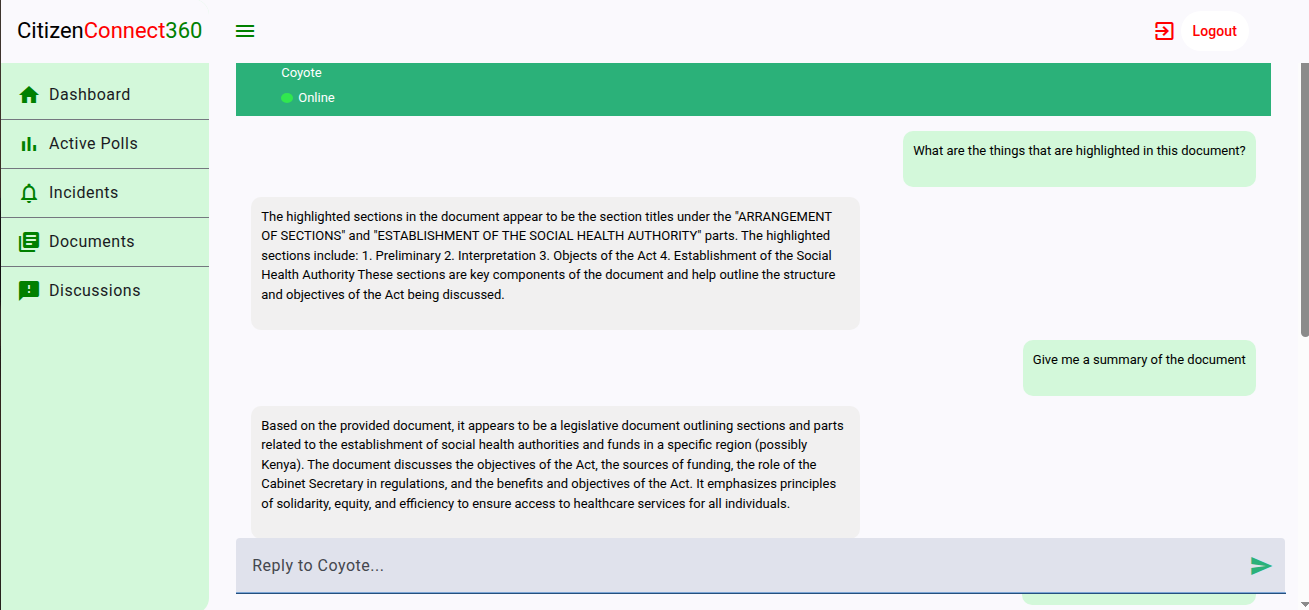 CitizenConnect360
Logout
Dashboard
Active Polls
Incidents
Documents
Discussions
Coyote
Online
What are the things that are highlighted in this document?
The highlighted sections in the document appear to be the section titles under the "ARRANGEMENT
OF SECTIONS" and "ESTABLISHMENT OF THE SOCIAL HEALTH AUTHORITY" parts. The highlighted
sections include: 1. Preliminary 2. Interpretation 3. Objects of the Act 4. Establishment of the Social
Health Authority These sections are key components of the document and help outline the structure
and objectives of the Act being discussed.
Give me a summary of the document
Based on the provided document, it appears to be a legislative document outlining sections and parts
related to the establishment of social health authorities and funds in a specific region (possibly
Kenya). The document discusses the objectives of the Act, the sources of funding, the role of the
Cabinet Secretary in regulations, and the benefits and objectives of the Act. It emphasizes principles
of solidarity, equity, and efficiency to ensure access to healthcare services for all individuals.
Reply to Coyote...